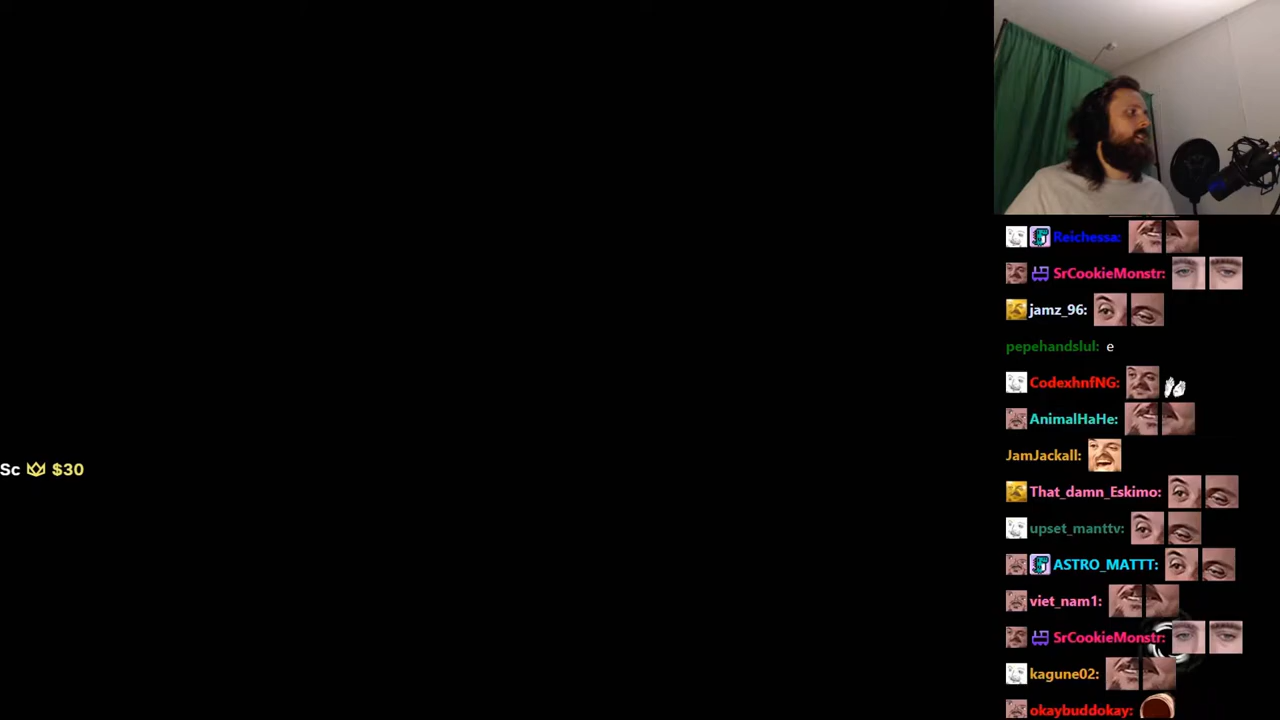 Reichessa:
SrCookieMonstr:
jamz_96:
pepehandslul: e
CodexhnfNG:
AnimalHaHe:
JamJackall:
Sc $30
That_damn_Eskimo:
upset_manttv:
ASTRO_MATTT:
viet_nam1:
SrCookieMonstr:
kagune02:
okaybuddokay: